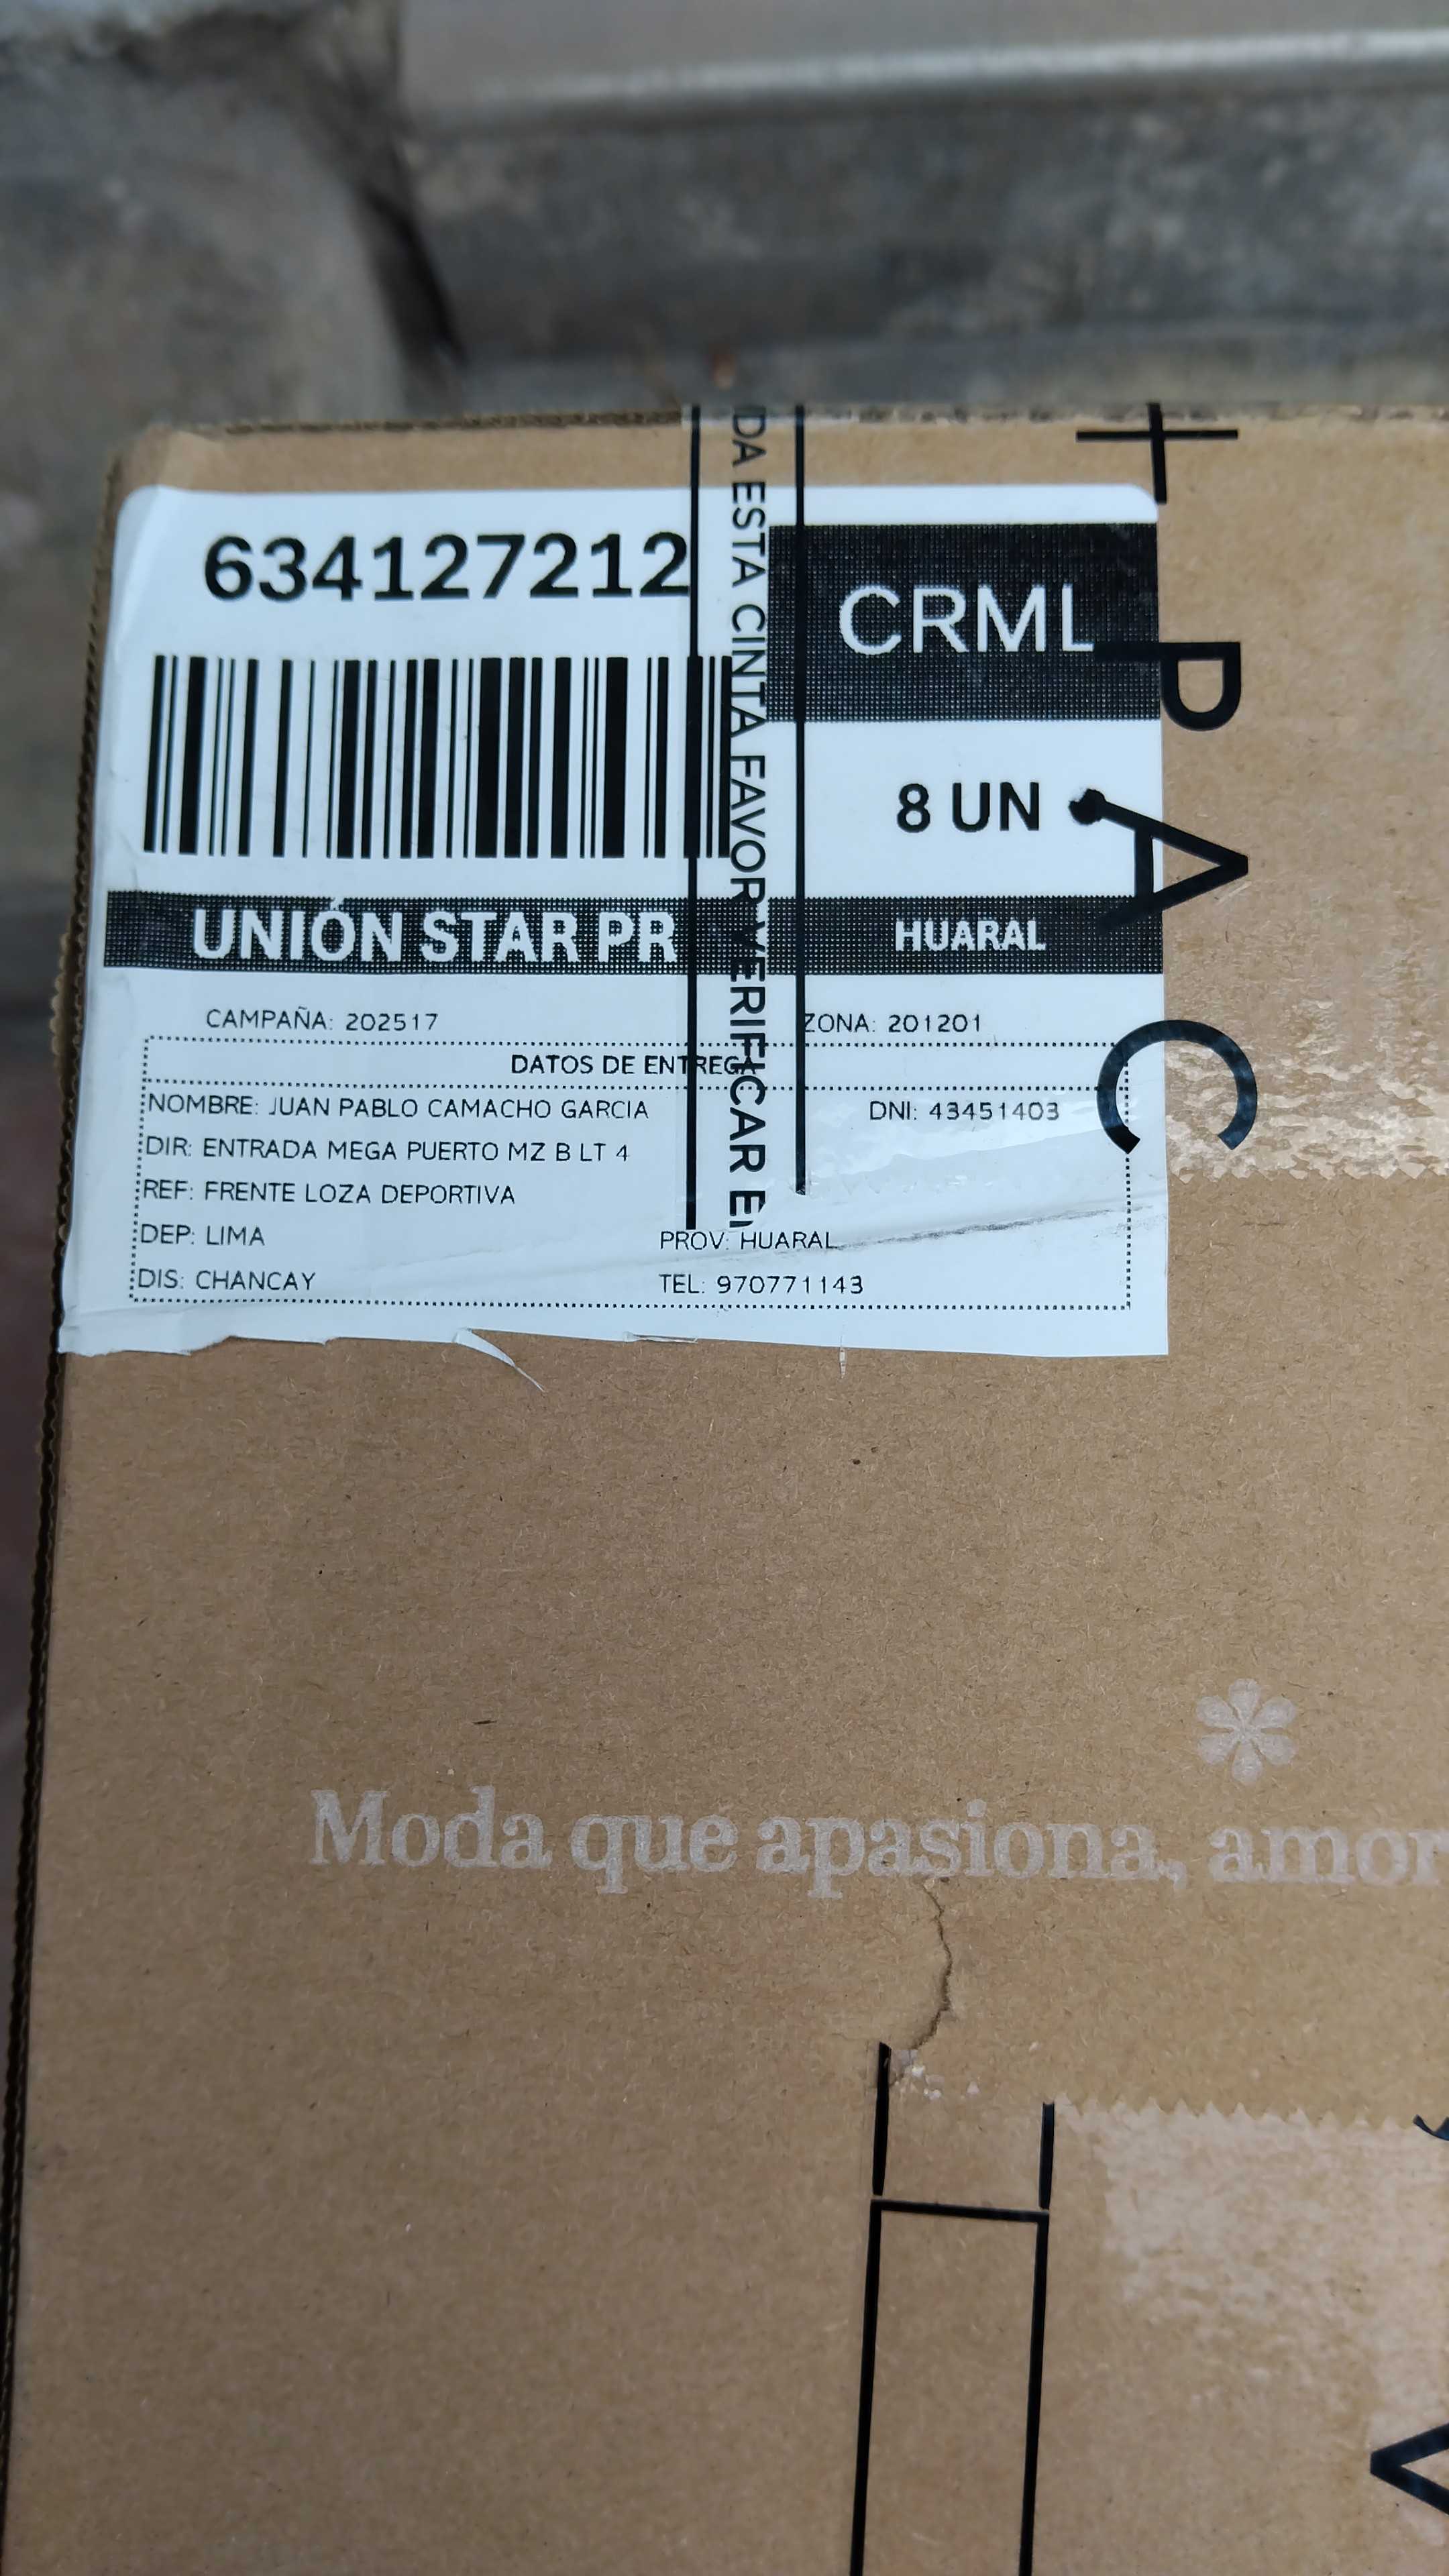 634127212
CRML
8 UN
UNIÓN STAR PR
HUARAL
CAMPAÑA: 202517
ZONA: 201201
DATOS DE ENTREGA
NOMBRE: JUAN PABLO CAMACHO GARCIA
DNI: 43451403
DIR: ENTRADA MEGA PUERTO MZ B LT 4
REF: FRENTE LOZA DEPORTIVA
DEP: LIMA
PROV: HUARAL
DIS: CHANCAY
TEL: 970771143
DA ESTA CINTA FAVOR VERIFICAR
PAC
Moda que apasiona, amor